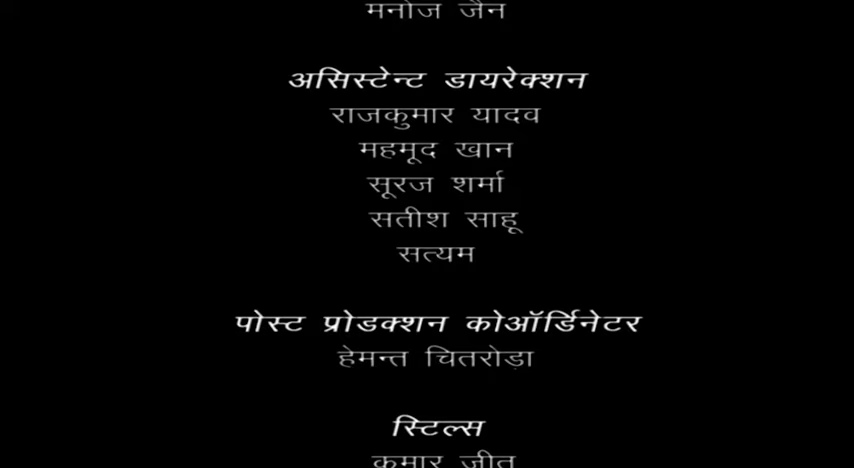 मनोज जैन
असिस्टेन्ट डायरेक्शन
राजकुमार यादव
महमूद खान
सूरज शर्मा
सतीश साहू
सत्यम
पोस्ट प्रोडक्शन कोऑर्डिनेटर
हेमन्त चितरोड़ा
स्टिल्स
कुमार जीत